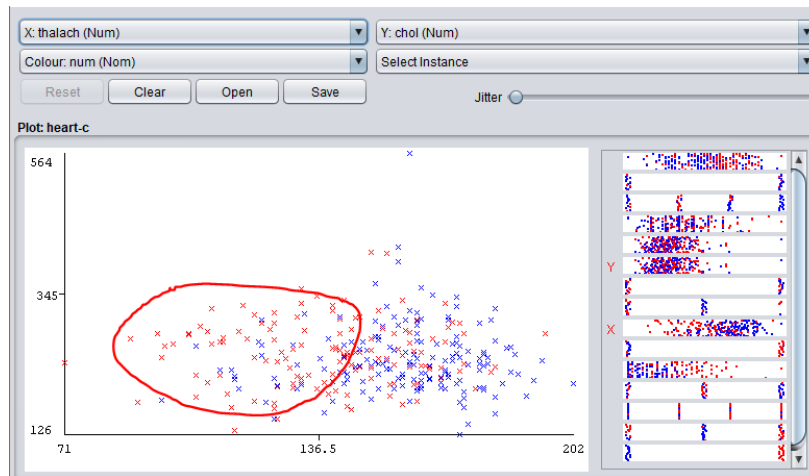 X: thalach (Num) Y: chol (Num)
Colour: num (Nom) Select Instance
Reset Clear Open Save Jitter
Plot: heart-c
564
345
126
71 136.5 202
Y
X